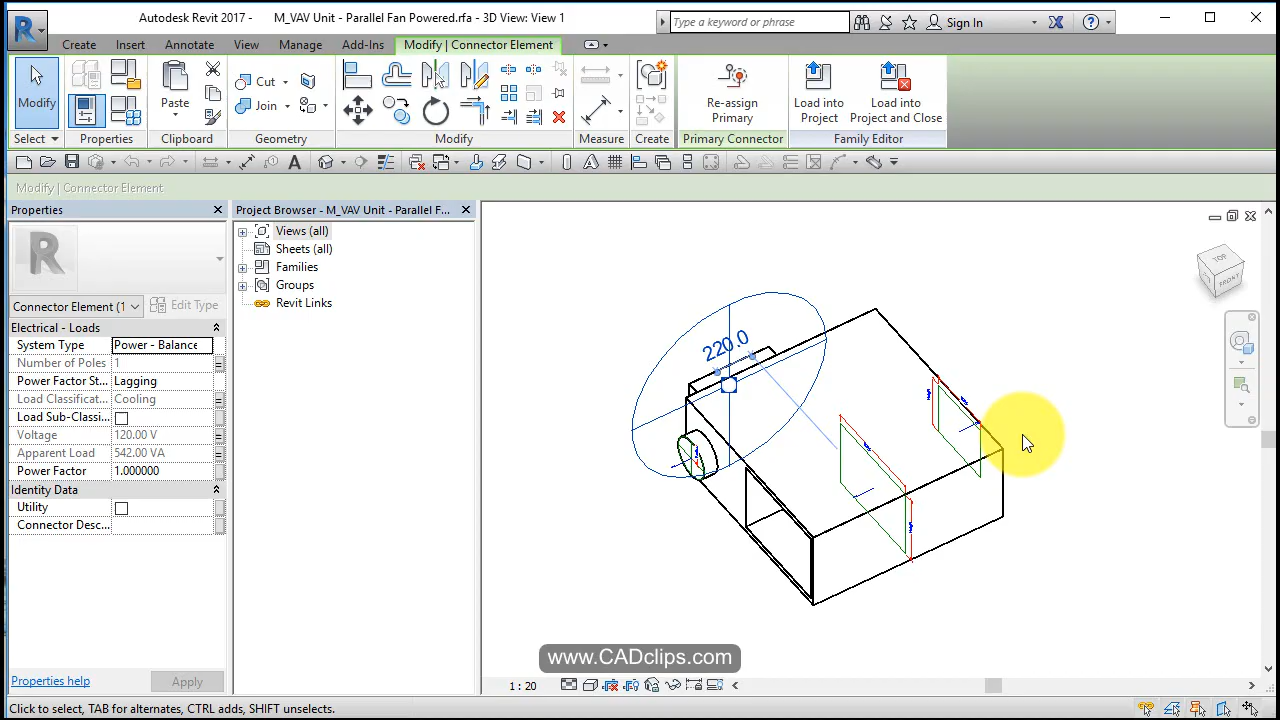 Autodesk Revit 2017 - M_VAV Unit - Parallel Fan Powered.rfa - 3D View: View 1
Type a keyword or phrase
Sign In
Create Insert Annotate View Manage Add-Ins Modify | Connector Element
Modify
Paste
Cut
Join
Re-assign Primary
Load into Project
Load into Project and Close
Select Properties Clipboard Geometry Modify Measure Create Primary Connector Family Editor
Modify | Connector Element
Properties
Project Browser - M_VAV Unit - Parallel F...
Connector Element (1
Edit Type
Electrical - Loads
System Type Power - Balance
Number of Poles 1
Power Factor St... Lagging
Load Classificat... Cooling
Load Sub-Classi...
Voltage 120.00 V
Apparent Load 542.00 VA
Power Factor 1.000000
Identity Data
Utility
Connector Desc...
Properties help
Apply
Views (all)
Sheets (all)
Families
Groups
Revit Links
220.0
TOP
FRONT
www.CADclips.com
1 : 20
Click to select, TAB for alternates, CTRL adds, SHIFT unselects.